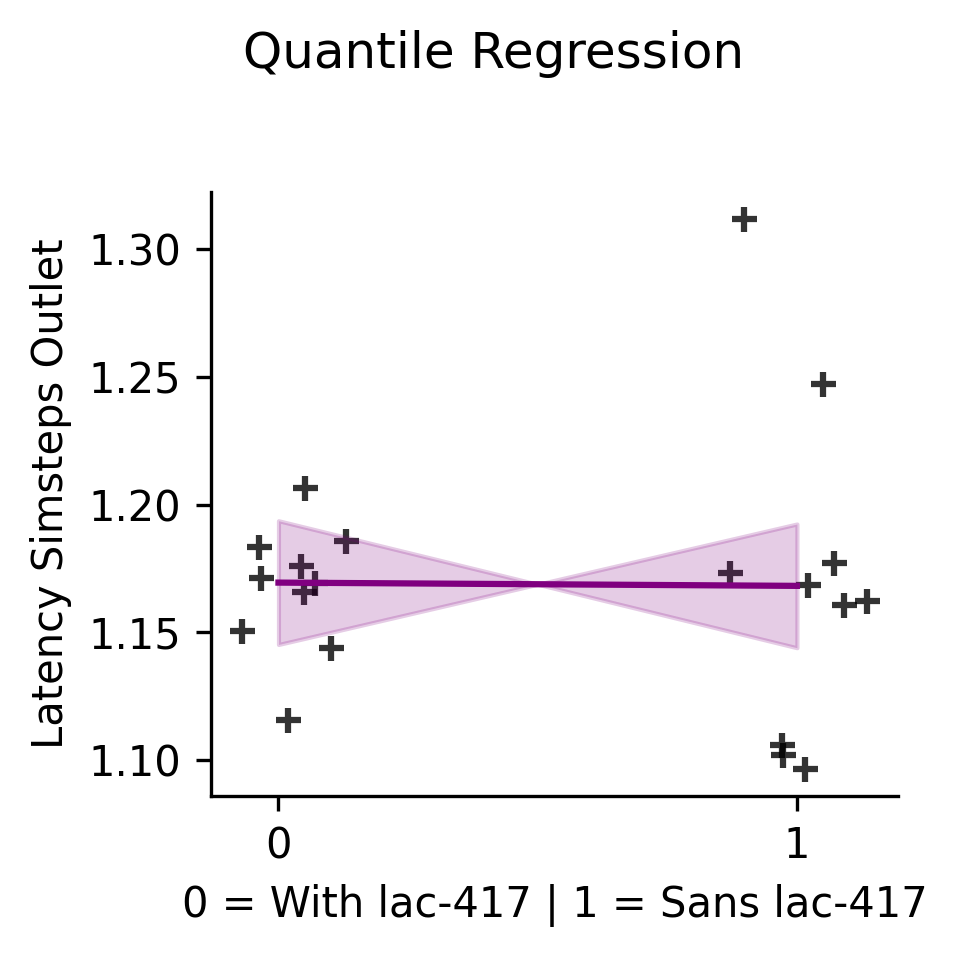 Quantile Regression
Latency Simsteps Outlet
1.30
1.25
1.20
1.15
1.10
0
1
0 = With lac-417 | 1 = Sans lac-417